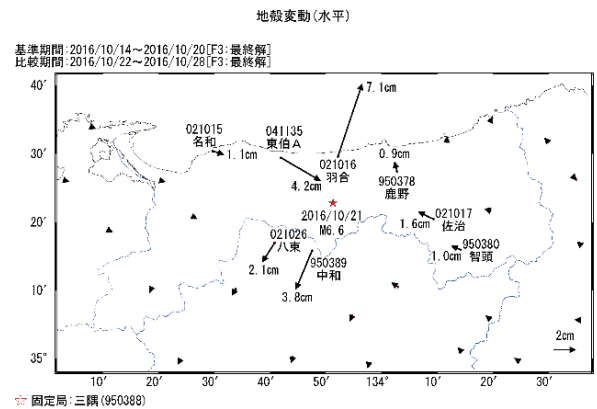 地殻変動(水平)
基準期間:2016/10/14~2016/10/20[F3:最終解]
比較期間:2016/10/22~2016/10/28[F3:最終解]
40′
7.1cm
021015
名和
1.1cm
041135
東伯A
4.2cm
30′
021016
羽合
0.9cm
950378
鹿野
2016/10/21
M6.6
20′
1.6cm
021017
佐治
021026
八東
2.1cm
950389
中和
3.8cm
1.0cm
950380
智頭
10′
2cm
35°
10′
20′
30′
40′
50′
134°
10′
20′
30′
☆ 固定局:三隅(950388)